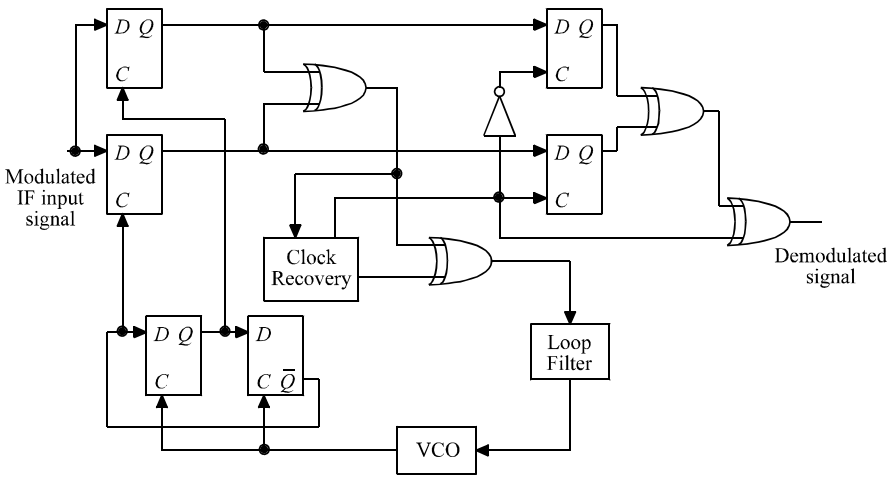 D Q
C
D Q
C
D Q
C
D Q
C
Modulated
IF input
signal
Clock
Recovery
Demodulated
signal
D Q
C
D
C Q̅
Loop
Filter
VCO